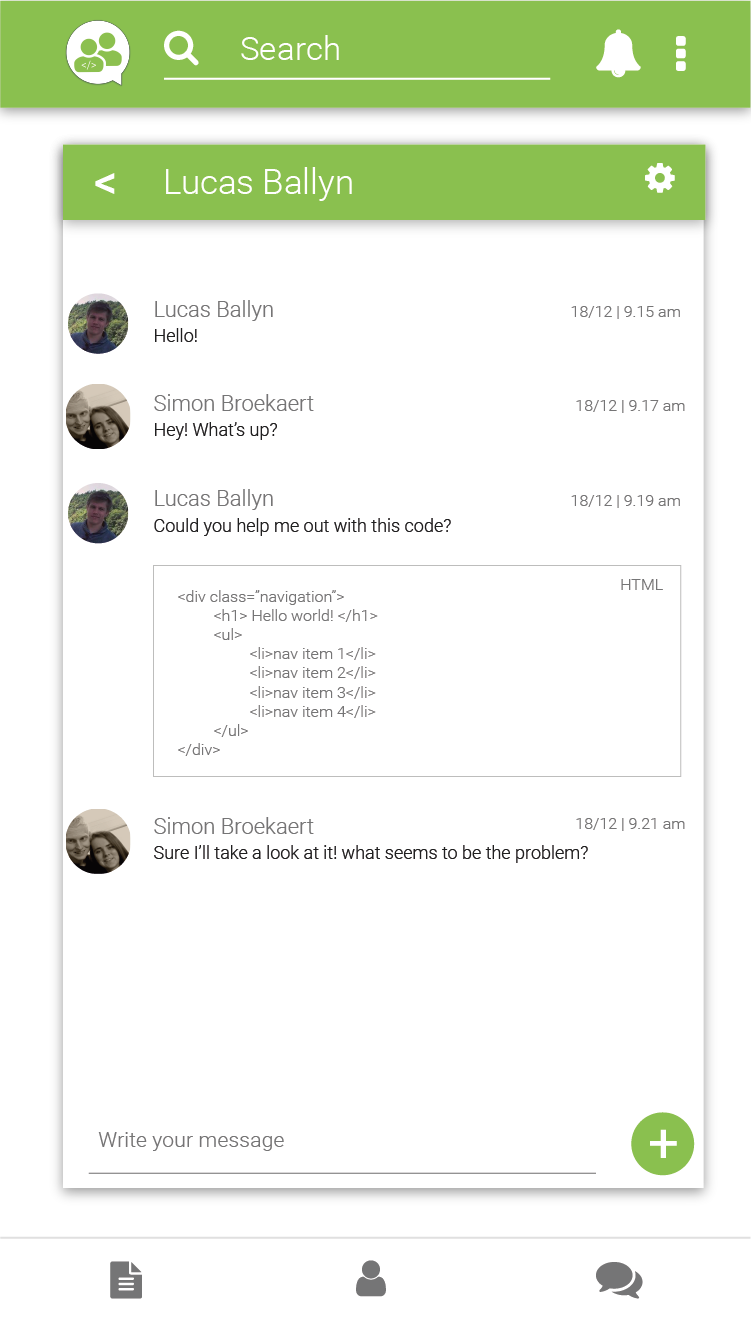 </>
Search
< Lucas Ballyn
Lucas Ballyn 18/12 | 9.15 am
Hello!
Simon Broekaert 18/12 | 9.17 am
Hey! What’s up?
Lucas Ballyn 18/12 | 9.19 am
Could you help me out with this code?
HTML
<div class=”navigation”>
<h1> Hello world! </h1>
<ul>
<li>nav item 1</li>
<li>nav item 2</li>
<li>nav item 3</li>
<li>nav item 4</li>
</ul>
</div>
Simon Broekaert 18/12 | 9.21 am
Sure I’ll take a look at it! what seems to be the problem?
Write your message